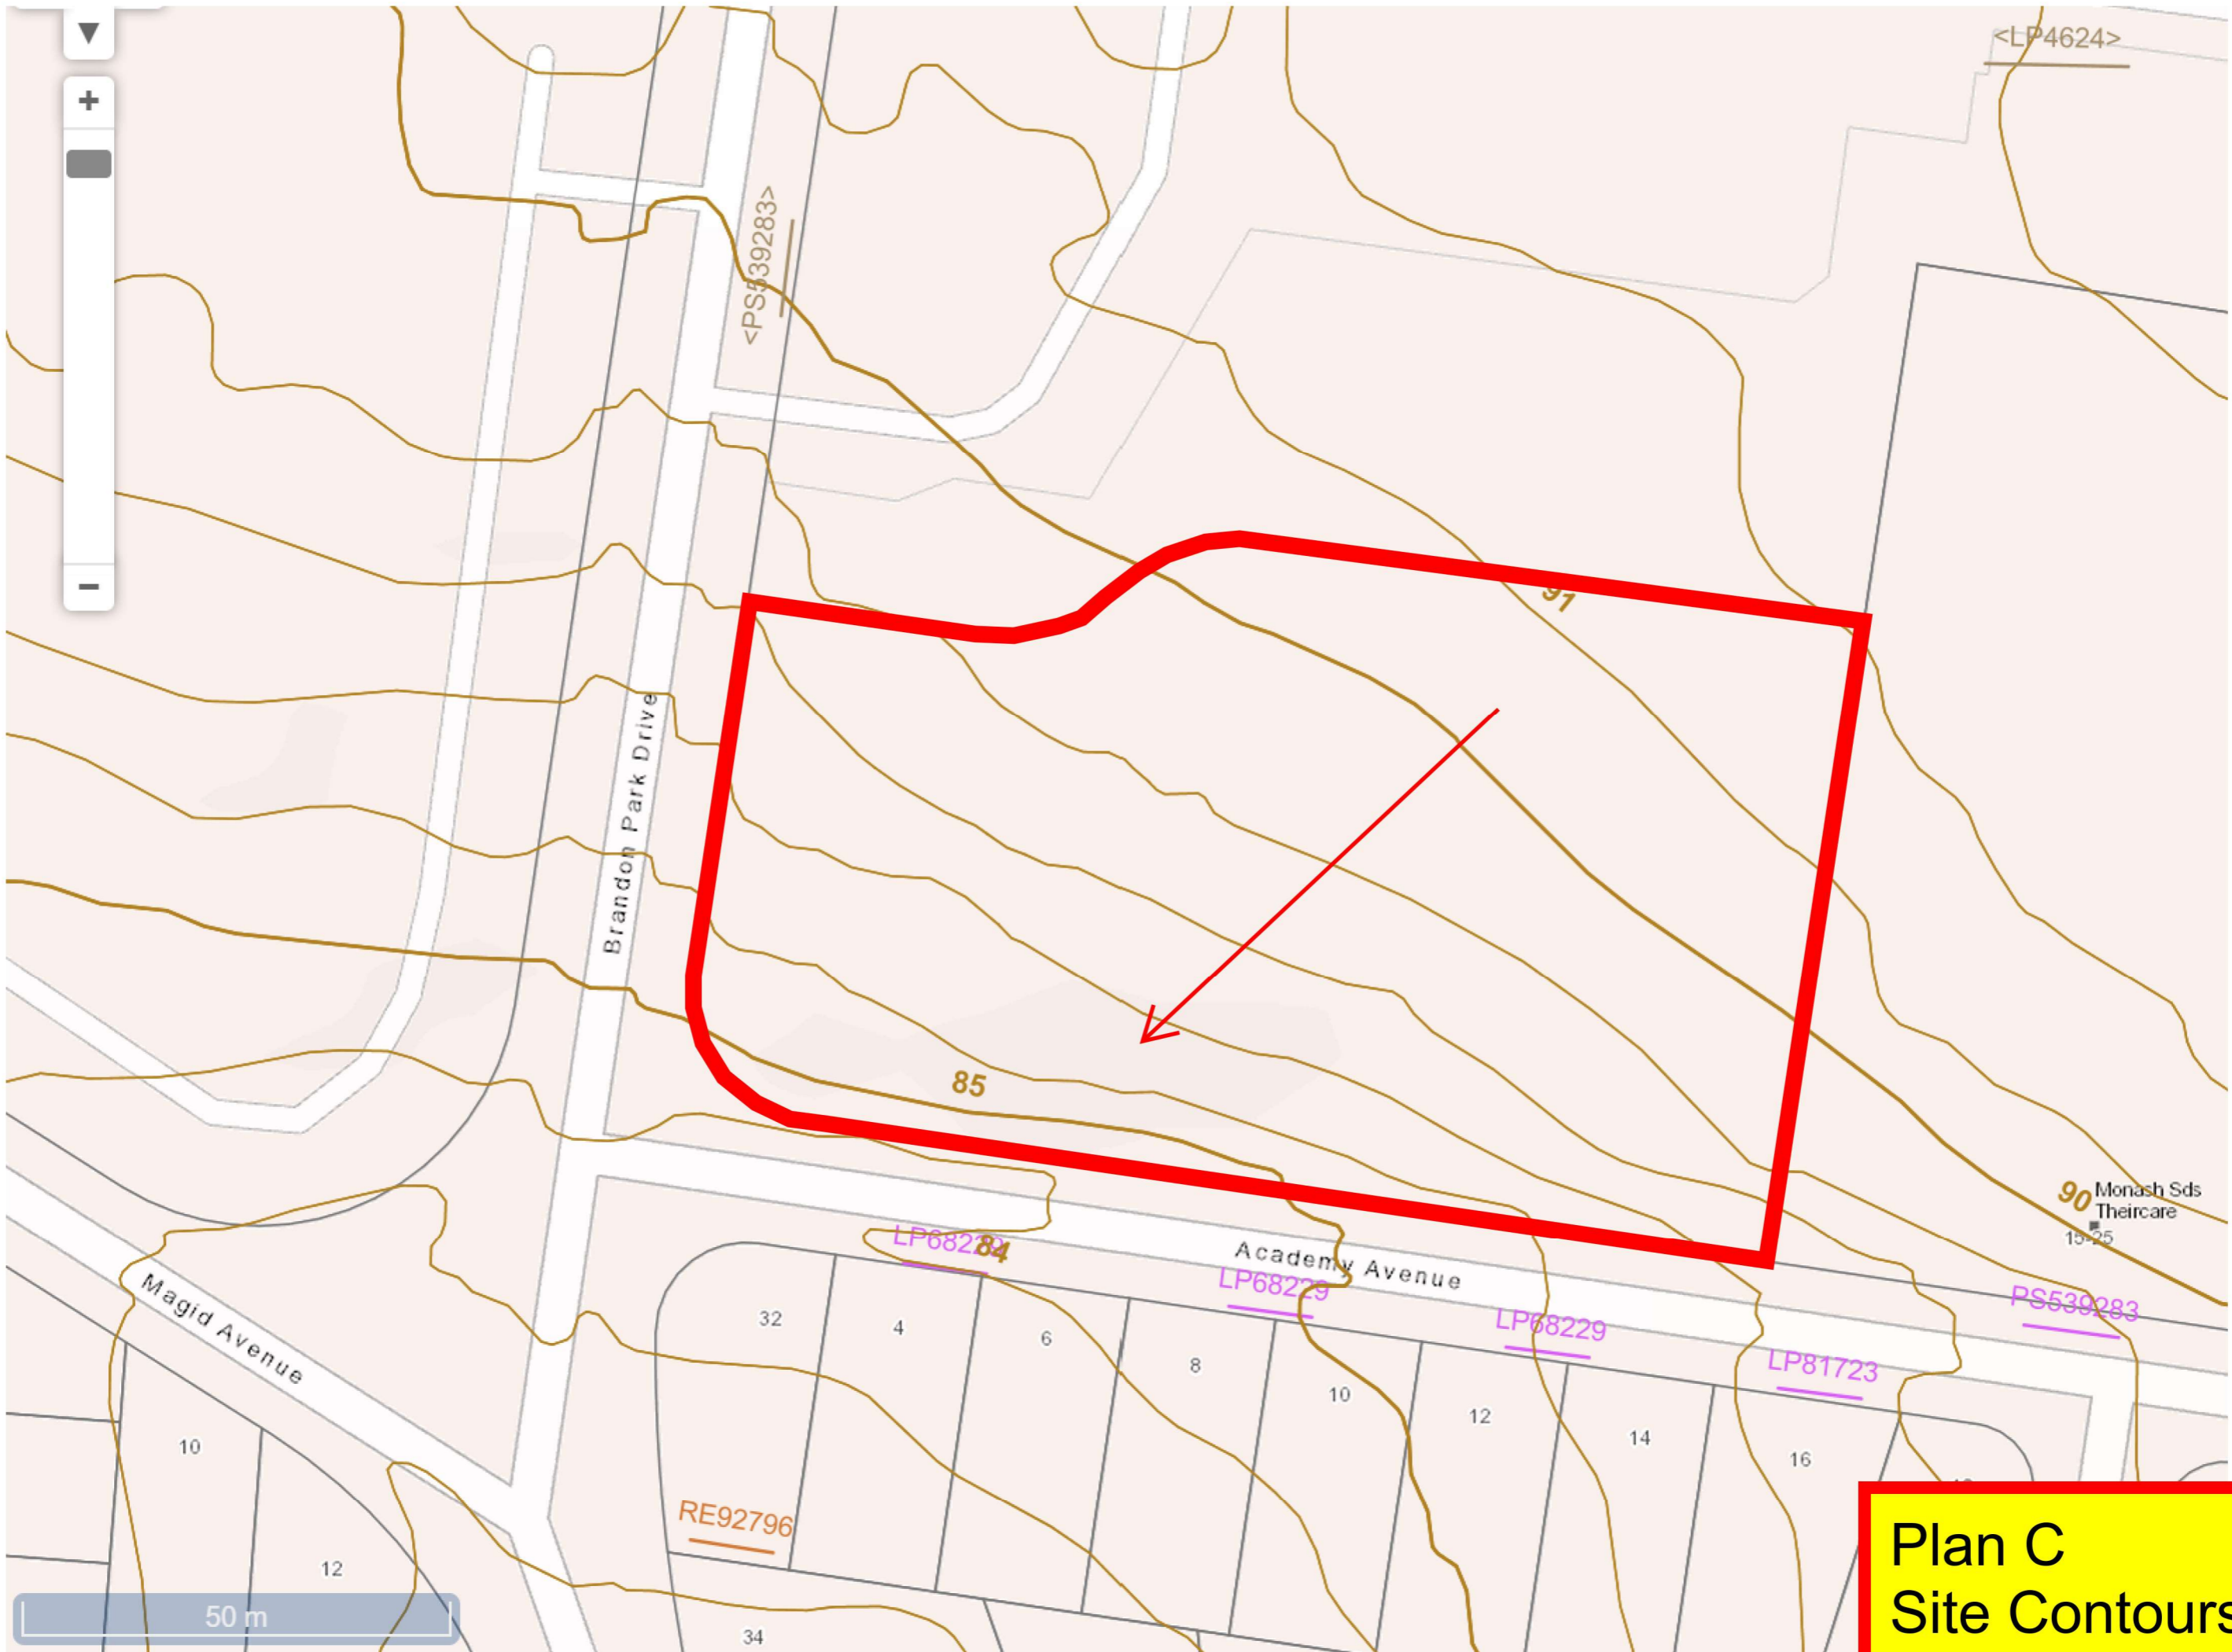 ▼
+
−
<LP4624>
<PS539283>
91
Brandon Park Drive
85
90
Monash Sds
Theircare
15-25
LP68229
84
Academy Avenue
LP68229
LP68229
PS539283
LP81723
Magid Avenue
32
4
6
8
10
12
14
16
10
12
RE92796
34
50 m
Plan C
Site Contours